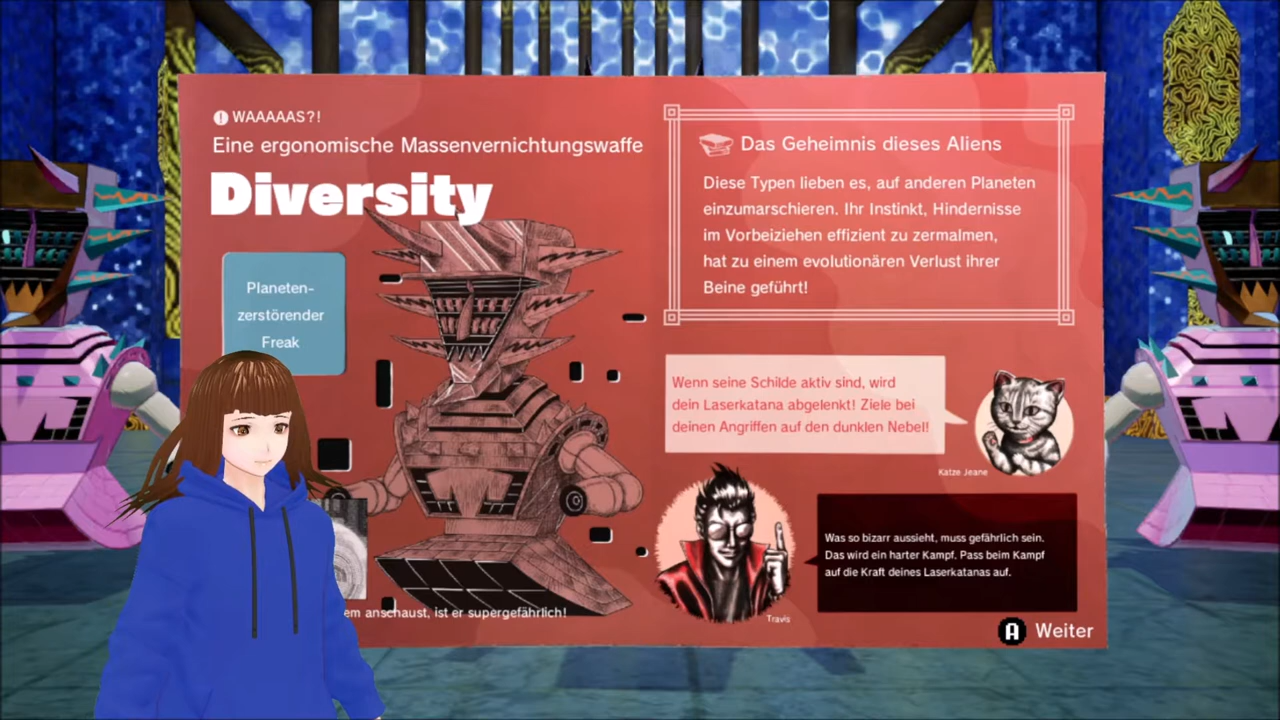 WAAAAAS?!
Eine ergonomische Massenvernichtungswaffe
Diversity
Planeten-
zerstörender
Freak
em anschaust, ist er supergefährlich!
Das Geheimnis dieses Aliens
Diese Typen lieben es, auf anderen Planeten
einzumarschieren. Ihr Instinkt, Hindernisse
im Vorbeiziehen effizient zu zermalmen,
hat zu einem evolutionären Verlust ihrer
Beine geführt!
Wenn seine Schilde aktiv sind, wird
dein Laserkatana abgelenkt! Ziele bei
deinen Angriffen auf den dunklen Nebel!
Katze Jeane
Was so bizarr aussieht, muss gefährlich sein.
Das wird ein harter Kampf. Pass beim Kampf
auf die Kraft deines Laserkatanas auf.
Travis
A Weiter